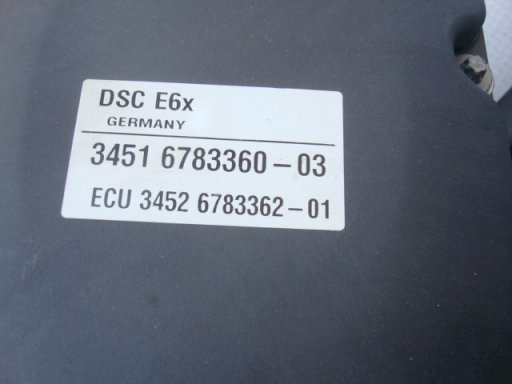 DSC E6x
GERMANY
3451 6783360-03
ECU 3452 6783362-01